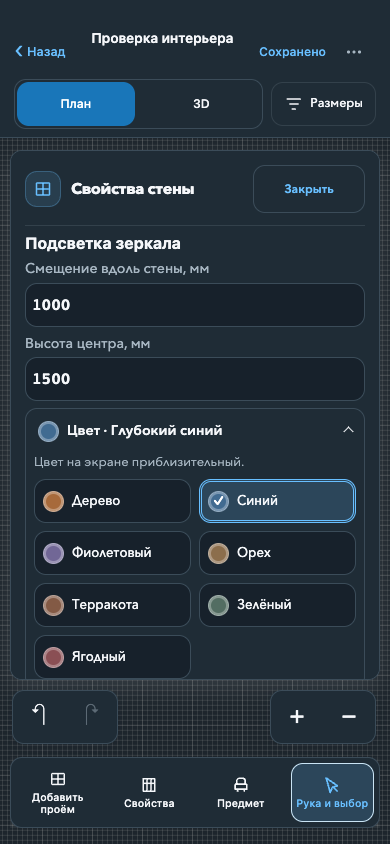 Проверка интерьера
Назад
Сохранено
План
3D
Размеры
Свойства стены
Закрыть
Подсветка зеркала
Смещение вдоль стены, мм
1000
Высота центра, мм
1500
Цвет · Глубокий синий
Цвет на экране приблизительный.
Дерево
Синий
Фиолетовый
Орех
Терракота
Зелёный
Ягодный
+
−
Добавить
проём
Свойства
Предмет
Рука и выбор